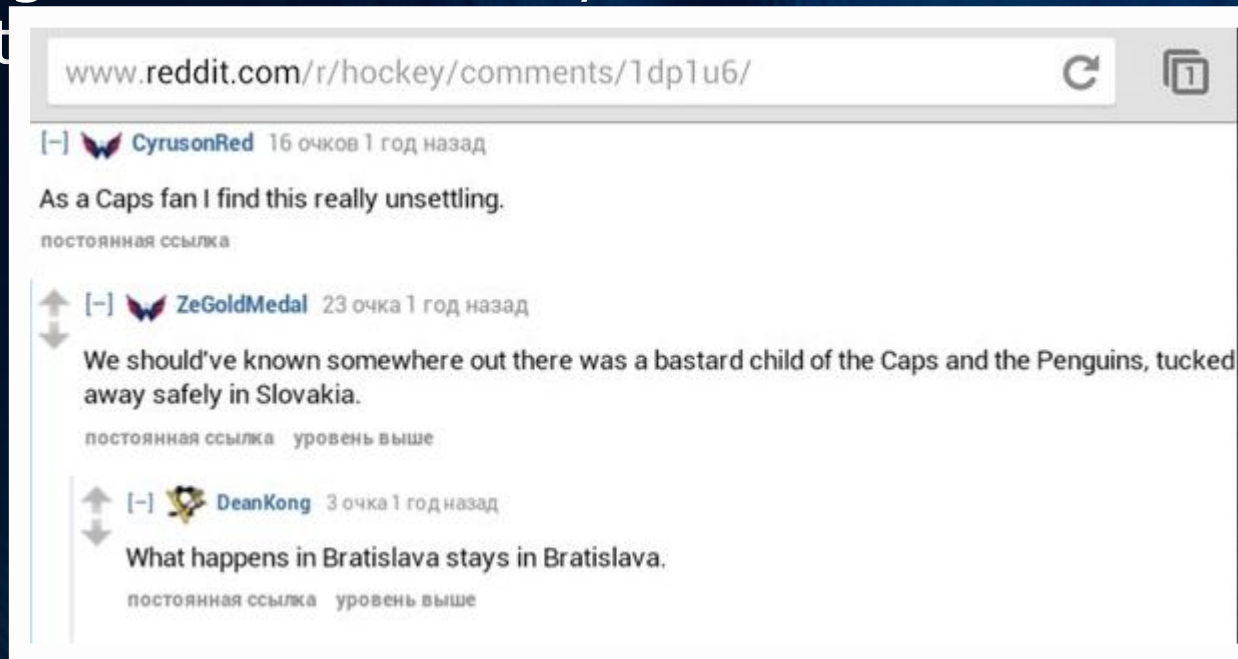 www.reddit.com/r/hockey/comments/1dp1u6/
1
[-] CyrusonRed 16 очков 1 год назад
As a Caps fan I find this really unsettling.
постоянная ссылка
[-] ZeGoldMedal 23 очка 1 год назад
We should've known somewhere out there was a bastard child of the Caps and the Penguins, tucked
away safely in Slovakia.
постоянная ссылка уровень выше
[-] DeanKong 3 очка 1 год назад
What happens in Bratislava stays in Bratislava.
постоянная ссылка уровень выше